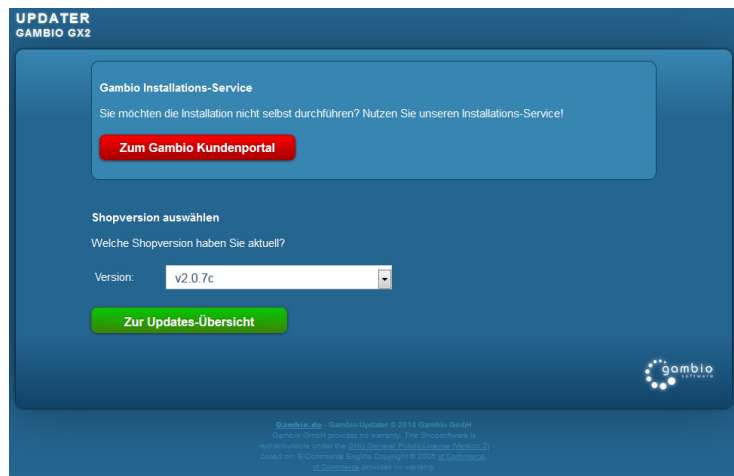 UPDATER
GAMBIO GX2
Gambio Installations-Service
Sie möchten die Installation nicht selbst durchführen? Nutzen Sie unseren Installations-Service!
Zum Gambio Kundenportal
Shopversion auswählen
Welche Shopversion haben Sie aktuell?
Version: v2.0.7c
Zur Updates-Übersicht
gambio
software
Gambio.de - Gambio-Updater © 2014 Gambio GmbH
Gambio GmbH provides no warranty. The Shopsoftware is
redistributable under the GNU General Public License (Version 2)
based on: E-Commerce Engine Copyright © 2006 xt:Commerce,
xt:Commerce provides no warranty.